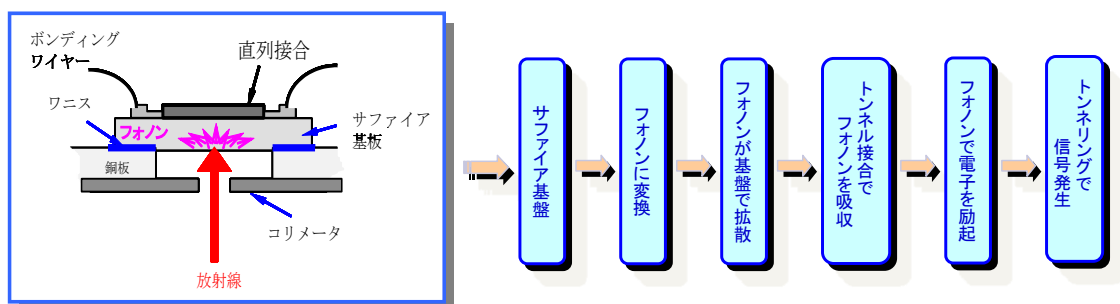 ボンディング
ワイヤー
直列接合
ワニス
フォノン
サファイア
基板
銅板
コリメータ
放射線
サファイア基盤
フォノンに変換
フォノンが基盤で拡散
トンネル接合で
フォノンを吸収
フォノンで電子を励起
トンネリングで
信号発生